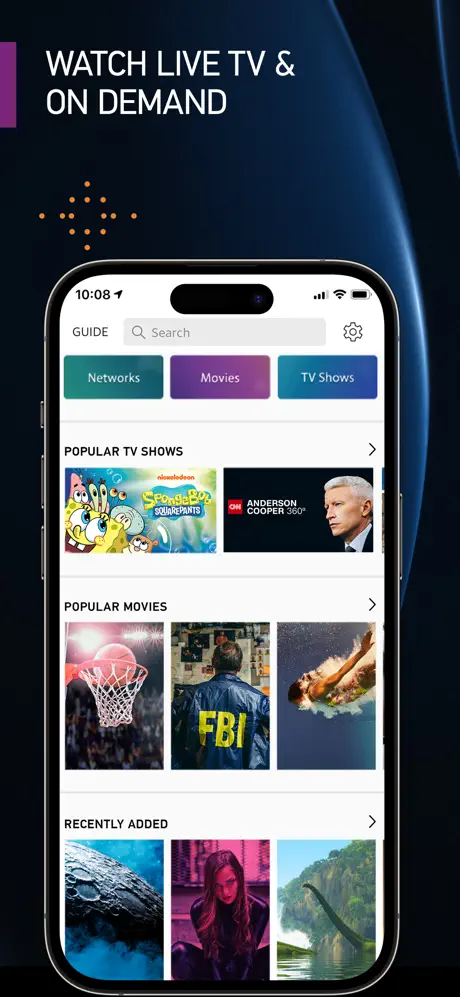 WATCH LIVE TV &
ON DEMAND
10:08
GUIDE
Search
Networks
Movies
TV Shows
POPULAR TV SHOWS
nickelodeon
SpongeBob
SQUAREPANTS
CNN
ANDERSON
COOPER 360°
POPULAR MOVIES
FBI
RECENTLY ADDED